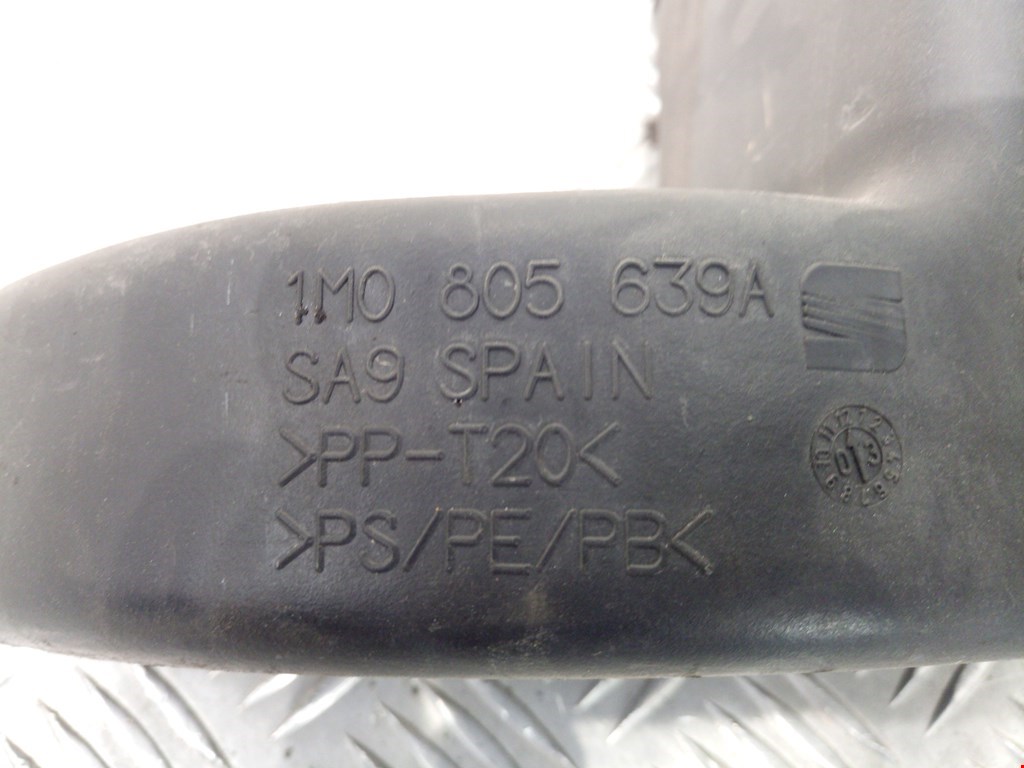 1M0 805 639A
SA9 SPAIN
>PP-T20<
>PS/PE/PB<